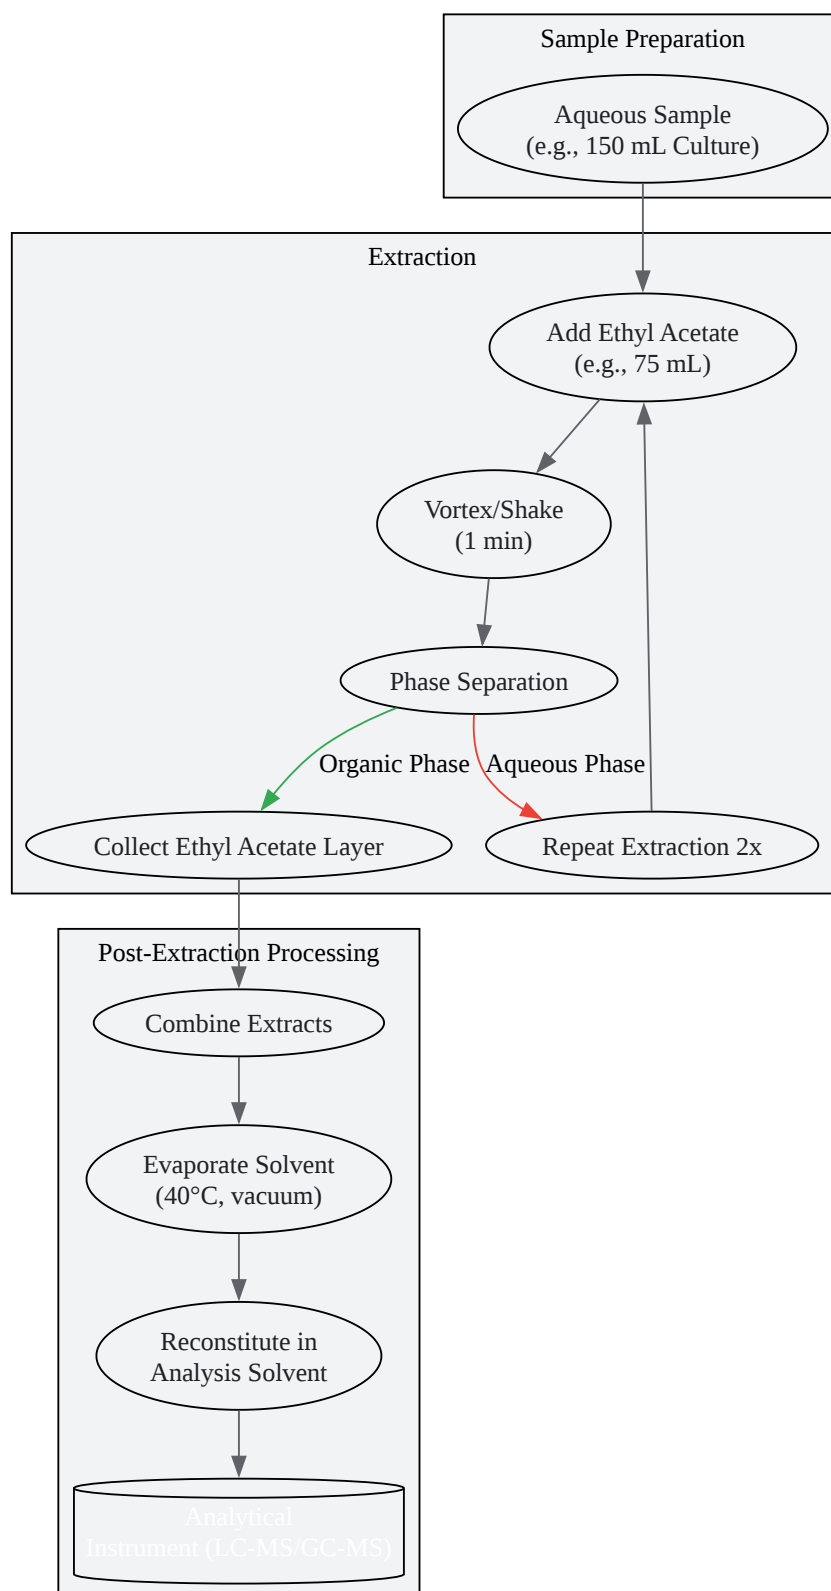 Sample Preparation
Aqueous Sample
(e.g., 150 mL Culture)
Extraction
Add Ethyl Acetate
(e.g., 75 mL)
Vortex/Shake
(1 min)
Phase Separation
Organic Phase
Aqueous Phase
Collect Ethyl Acetate Layer
Repeat Extraction 2x
Post-Extraction Processing
Combine Extracts
Evaporate Solvent
(40°C, vacuum)
Reconstitute in
Analysis Solvent
Analytical
Instrument (LC-MS/GC-MS)